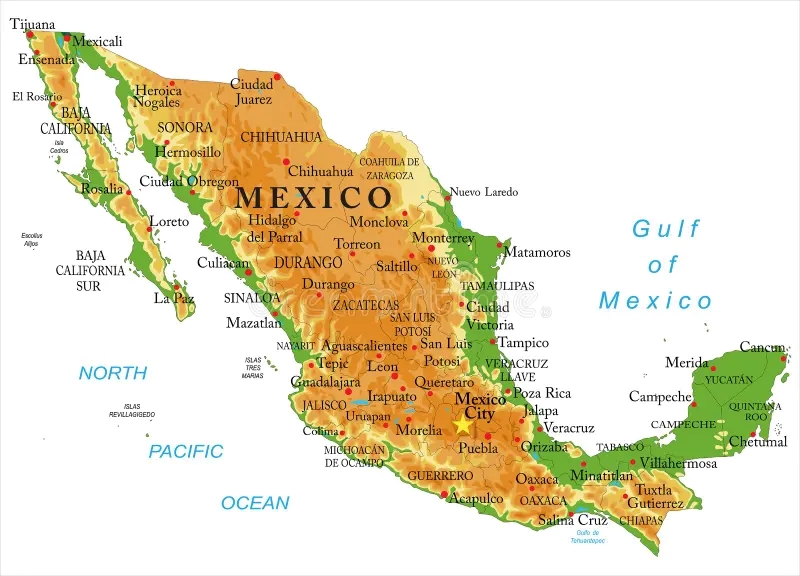 Tijuana
Mexicali
Ensenada
El Rosario
BAJA
CALIFORNIA
Isla
Cedros
Heroica
Nogales
Ciudad
Juarez
SONORA
CHIHUAHUA
Hermosillo
Chihuahua
COAHUILA DE
ZARAGOZA
Rosalia
Ciudad Obregon
MEXICO
Nuevo Laredo
Loreto
Hidalgo
del Parral
Monclova
Escollus
Alijos
Torreon
Monterrey
Matamoros
Gulf
of
Mexico
BAJA
CALIFORNIA
SUR
Culiacan
DURANGO
Saltillo
NUEVO
LEÓN
La Paz
SINALOA
Durango
ZACATECAS
TAMAULIPAS
Ciudad
Victoria
Mazatlan
SAN LUIS
POTOSÍ
NAYARIT
Aguascalientes
San Luis
Potosi
Tampico
ISLAS
TRES
MARIAS
Tepic
Leon
VERACRUZ
LLAVE
Merida
Cancun
YUCATÁN
NORTH
Guadalajara
Irapuato
Queretaro
Poza Rica
Campeche
QUINTANA
ROO
ISLAS
REVILLAGIGEDO
JALISCO
Uruapan
Mexico
City
Jalapa
CAMPECHE
Colima
Morelia
Veracruz
Chetumal
PACIFIC
MICHOACÁN
DE OCAMPO
Puebla
Orizaba
TABASCO
Villahermosa
GUERRERO
Oaxaca
Minatitlan
OCEAN
Acapulco
OAXACA
Tuxtla
Gutierrez
Salina Cruz
CHIAPAS
Gulfo de
Tehuantepec